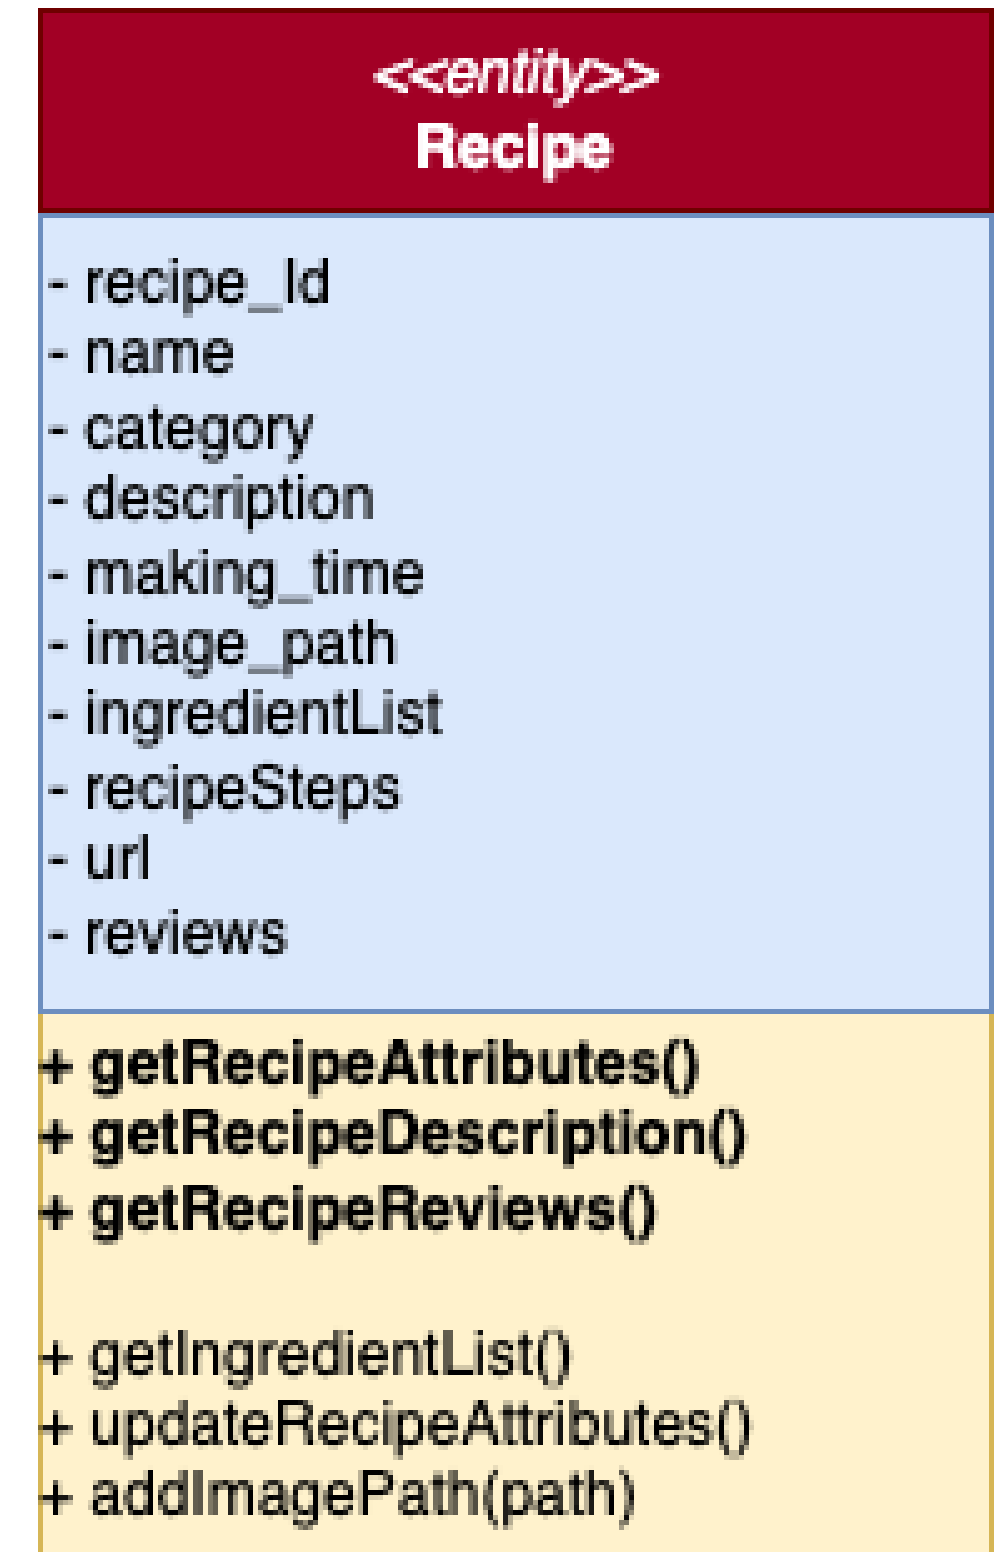 <<entity>>
Recipe
- recipe_Id
- name
- category
- description
- making_time
- image_path
- ingredientList
- recipeSteps
- url
- reviews
+ getRecipeAttributes()
+ getRecipeDescription()
+ getRecipeReviews()
+ getIngredientList()
+ updateRecipeAttributes()
+ addImagePath(path)